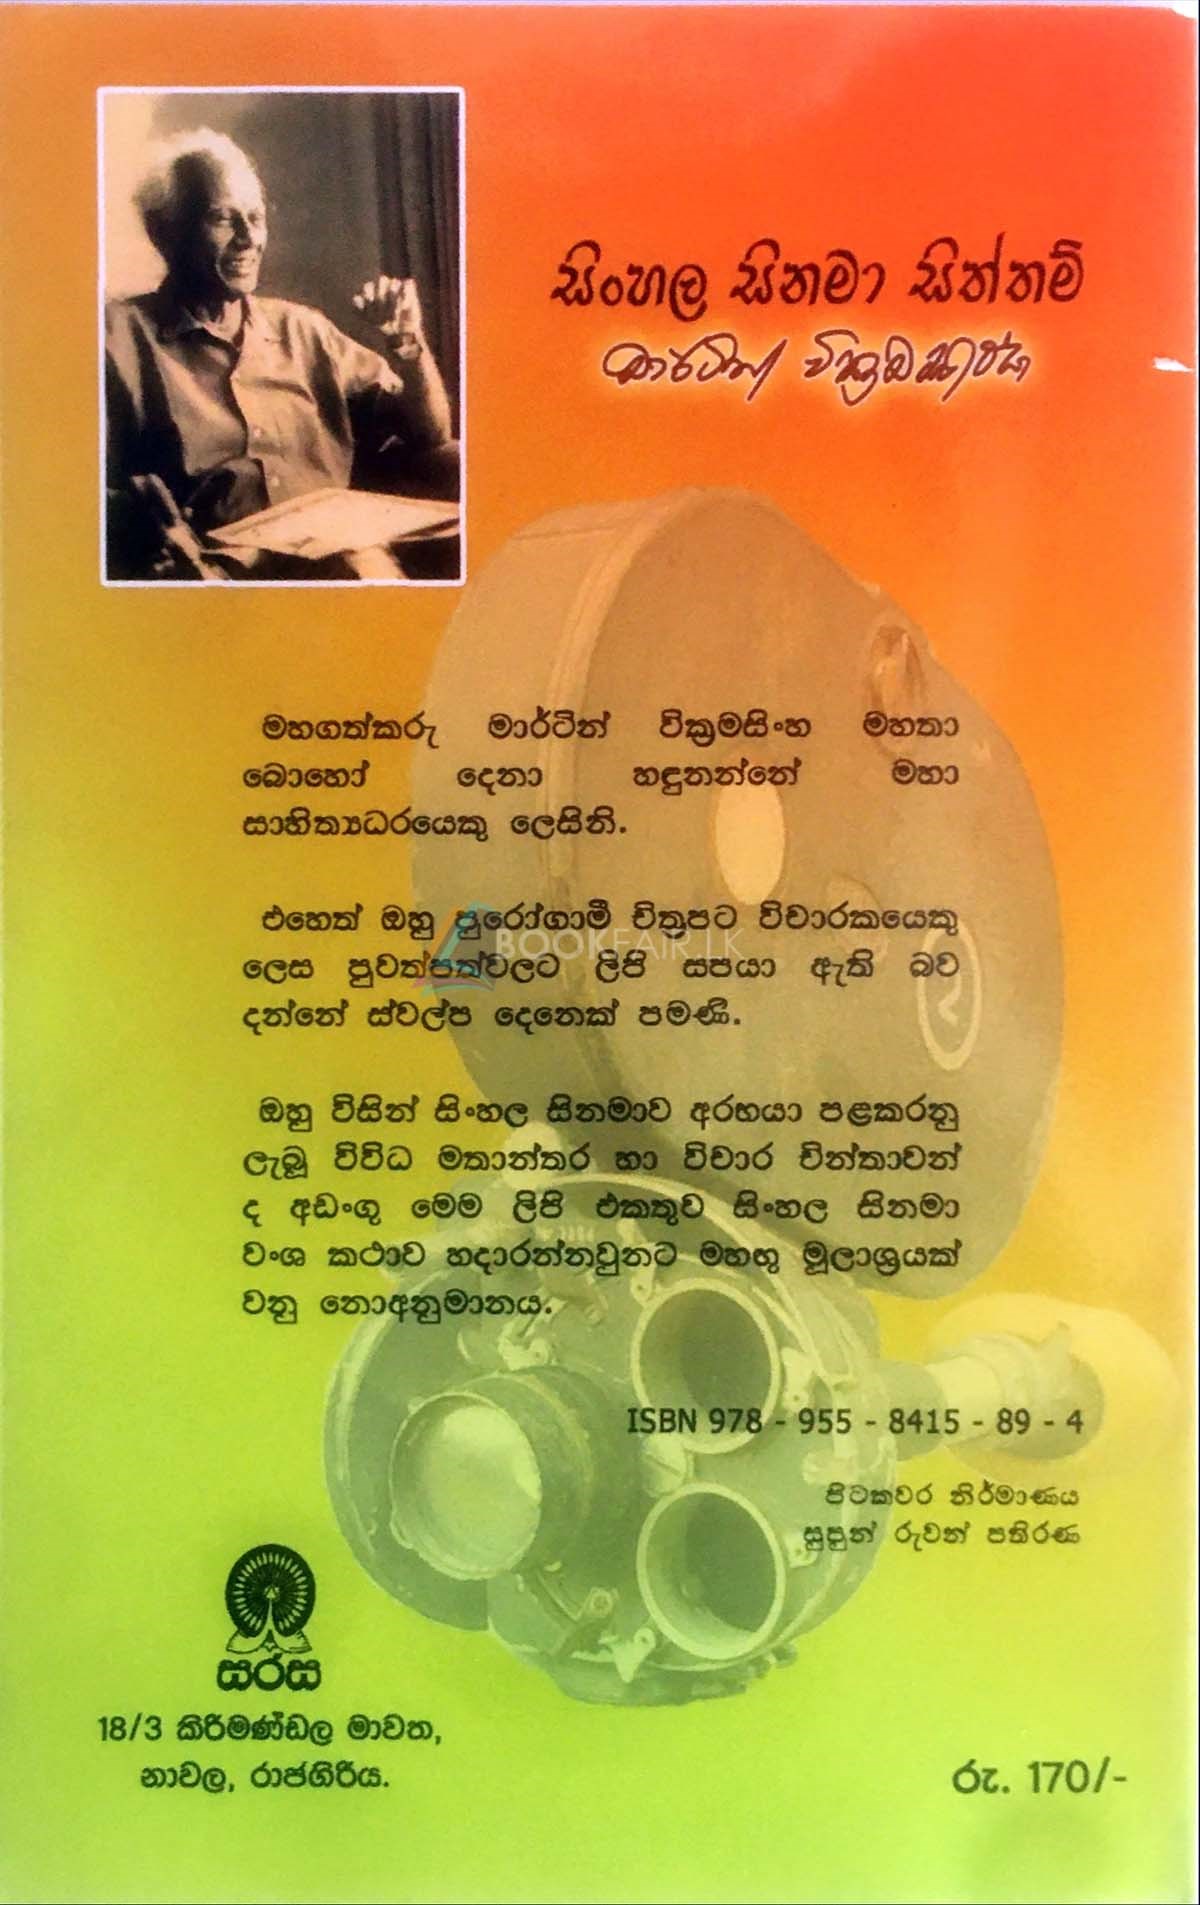 සිංහල සිනමා සිත්තම්
මාර්ටින් වික්‍රමසිංහ
මහගත්කරු මාර්ටින් වික්‍රමසිංහ මහතා
බොහෝ දෙනා හඳුනන්නේ මහා
සාහිත්‍යධරයෙකු ලෙසිනි.
එහෙත් ඔහු පුරෝගාමී චිත්‍රපට විචාරකයෙකු
ලෙස පුවත්පත්වලට ලිපි සපයා ඇති බව
දන්නේ ස්වල්ප දෙනෙක් පමණි.
BOOKFAIR.LK
ඔහු විසින් සිංහල සිනමාව අරභයා පළකරනු
ලැබූ විවිධ මතාන්තර හා විචාර චින්තාවන්
ද අඩංගු මෙම ලිපි එකතුව සිංහල සිනමා
වංශ කථාව හදාරන්නවුනට මහඟු මූලාශ්‍රයක්
වනු නොඅනුමානය.
ISBN 978 - 955 - 8415 - 89 - 4
පිටකවර නිර්මාණය
සුපුන් රුවන් පතිරණ
සරස
18/3 කිරිමණ්ඩල මාවත,
නාවල, රාජගිරිය.
රු. 170/-